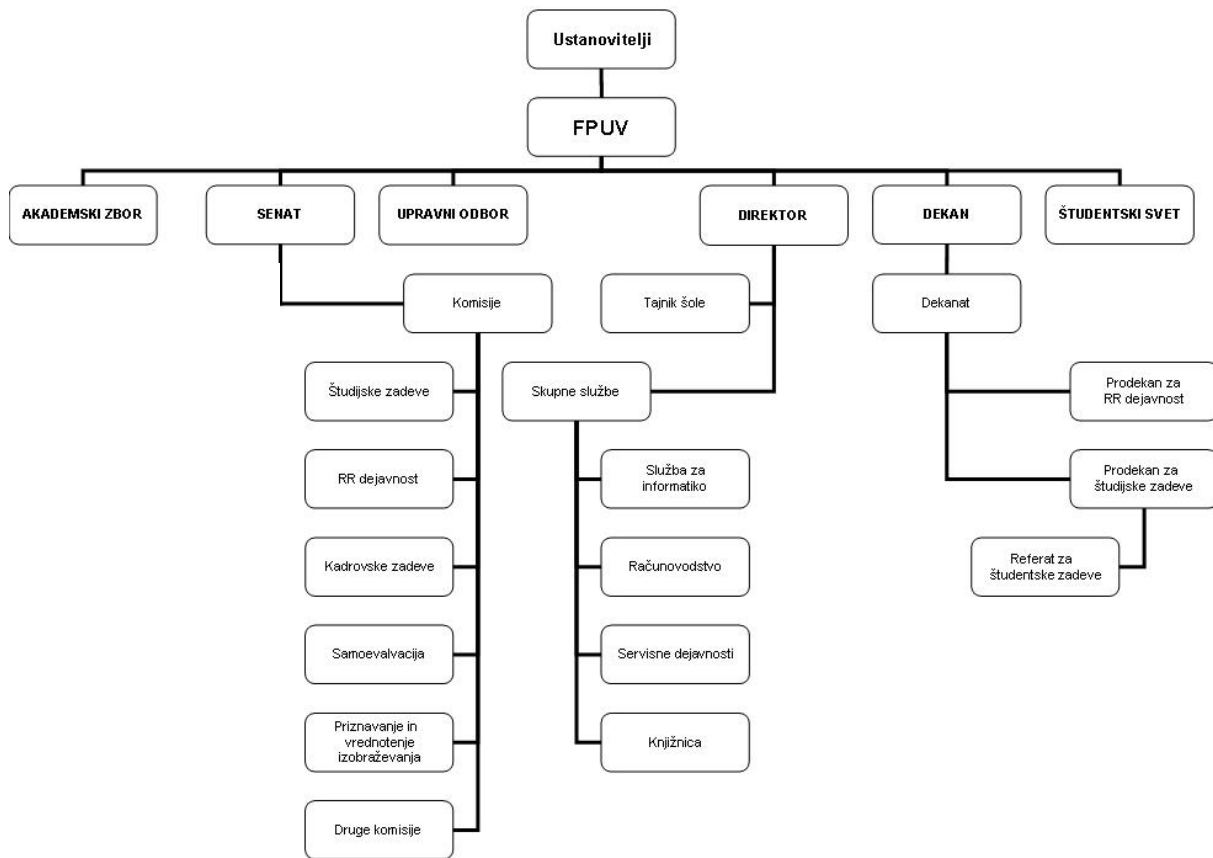 Ustanovitelji
FPUV
AKADEMSKI ZBOR
SENAT
UPRAVNI ODBOR
DIREKTOR
DEKAN
ŠTUDENTSKI SVET
Komisije
Tajnik šole
Dekanat
Študijske zadeve
Skupne službe
Prodekan za
RR dejavnost
RR dejavnost
Služba za
informatiko
Prodekan za
študijske zadeve
Kadrovske zadeve
Računovodstvo
Referat za
študentske zadeve
Samoevalvacija
Servisne dejavnosti
Priznavanje in
vrednotenje
izobraževanja
Knjižnica
Druge komisije